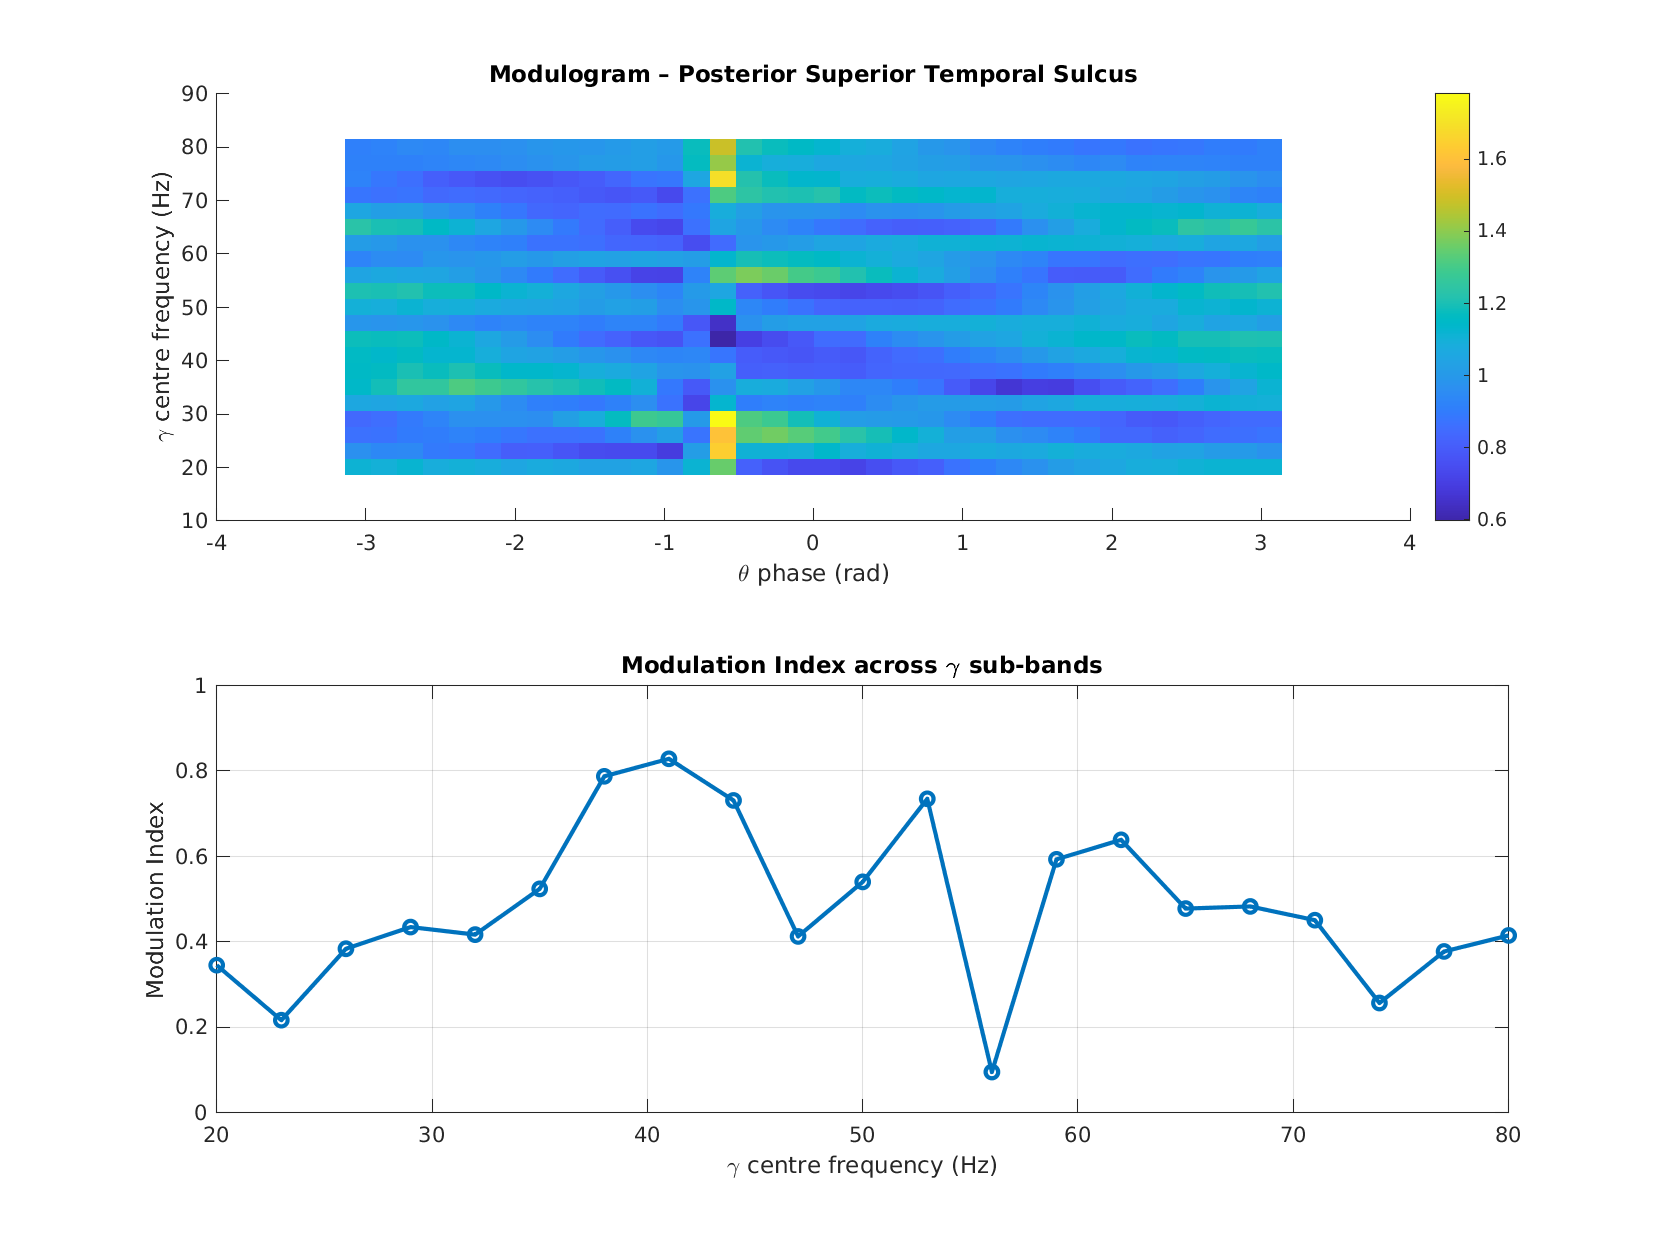 Modulogram – Posterior Superior Temporal Sulcus
90
80
70
60
50
40
30
20
10
γ centre frequency (Hz)
-4 -3 -2 -1 0 1 2 3 4
θ phase (rad)
1.6
1.4
1.2
1
0.8
0.6
Modulation Index across γ sub-bands
1
0.8
0.6
0.4
0.2
0
Modulation Index
20 30 40 50 60 70 80
γ centre frequency (Hz)